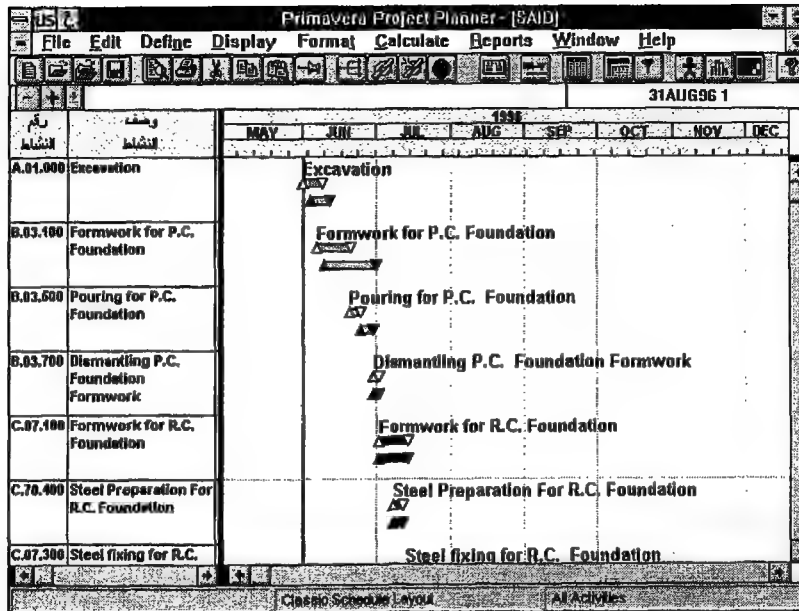 US
Primavera Project Planner - [SAID]
File Edit Define Display Format Calculate Reports Window Help
31AUG96 1
رقم النشاط
وصف النشاط
MAY JUN JUL AUG SEP OCT NOV DEC
A.01.000 Excavation
Excavation
B.03.100 Formwork for P.C.
Foundation
Formwork for P.C. Foundation
B.03.500 Pouring for P.C.
Foundation
Pouring for P.C. Foundation
B.03.700 Dismantling P.C.
Foundation
Formwork
Dismantling P.C. Foundation Formwork
C.07.100 Formwork for R.C.
Foundation
Formwork for R.C. Foundation
C.70.400 Steel Preparation For
R.C. Foundation
Steel Preparation For R.C. Foundation
C.07.300 Steel fixing for R.C.
Steel fixing for R.C. Foundation
Classic Schedule Layout
All Activities